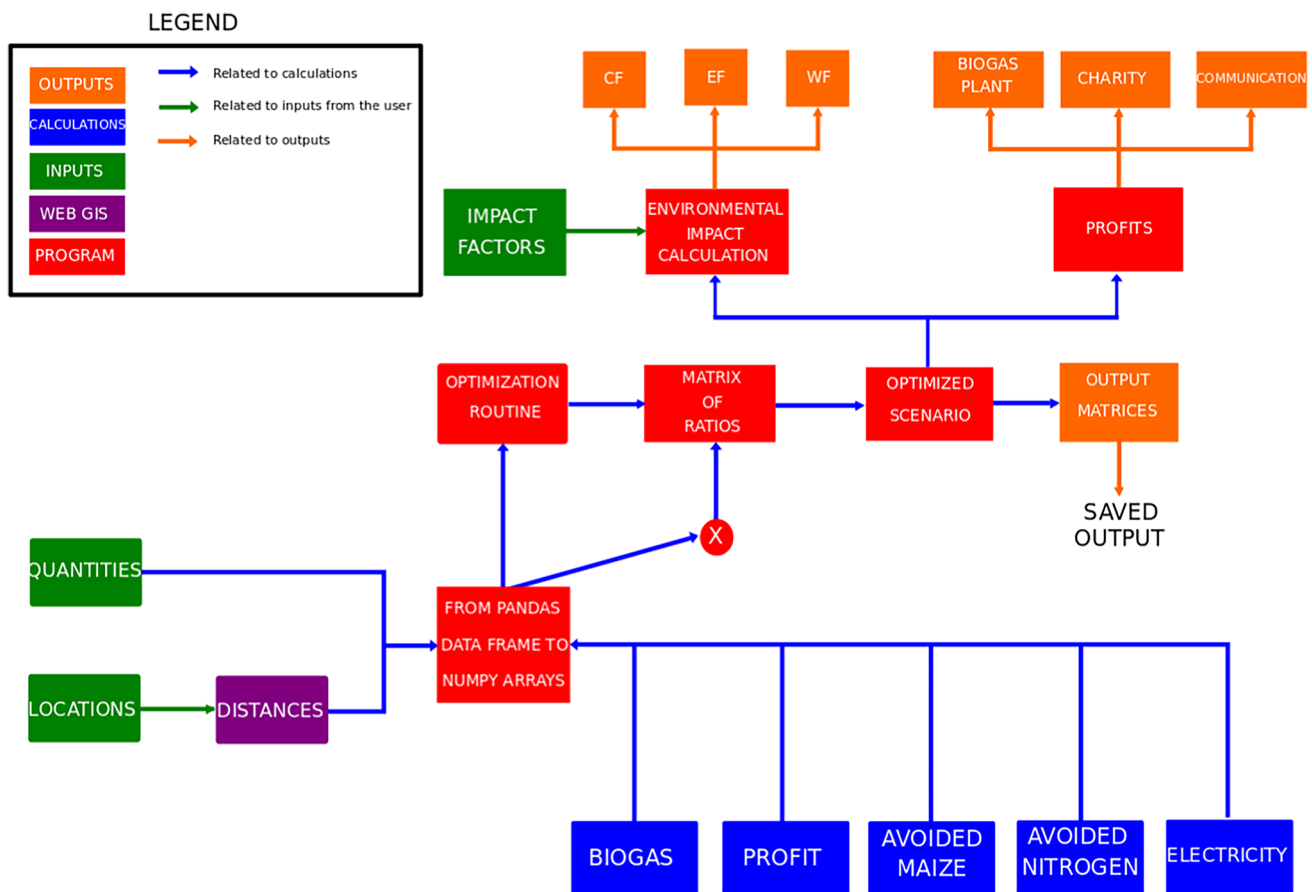 LEGEND
OUTPUTS
CALCULATIONS
INPUTS
WEB GIS
PROGRAM
Related to calculations
Related to inputs from the user
Related to outputs
CF
EF
WF
BIOGAS
PLANT
CHARITY
COMMUNICATION
IMPACT
FACTORS
ENVIRONMENTAL
IMPACT
CALCULATION
PROFITS
OPTIMIZATION
ROUTINE
MATRIX
OF
RATIOS
OPTIMIZED
SCENARIO
OUTPUT
MATRICES
X
SAVED
OUTPUT
QUANTITIES
LOCATIONS
DISTANCES
FROM PANDAS
DATA FRAME TO
NUMPY ARRAYS
BIOGAS
PROFIT
AVOIDED
MAIZE
AVOIDED
NITROGEN
ELECTRICITY